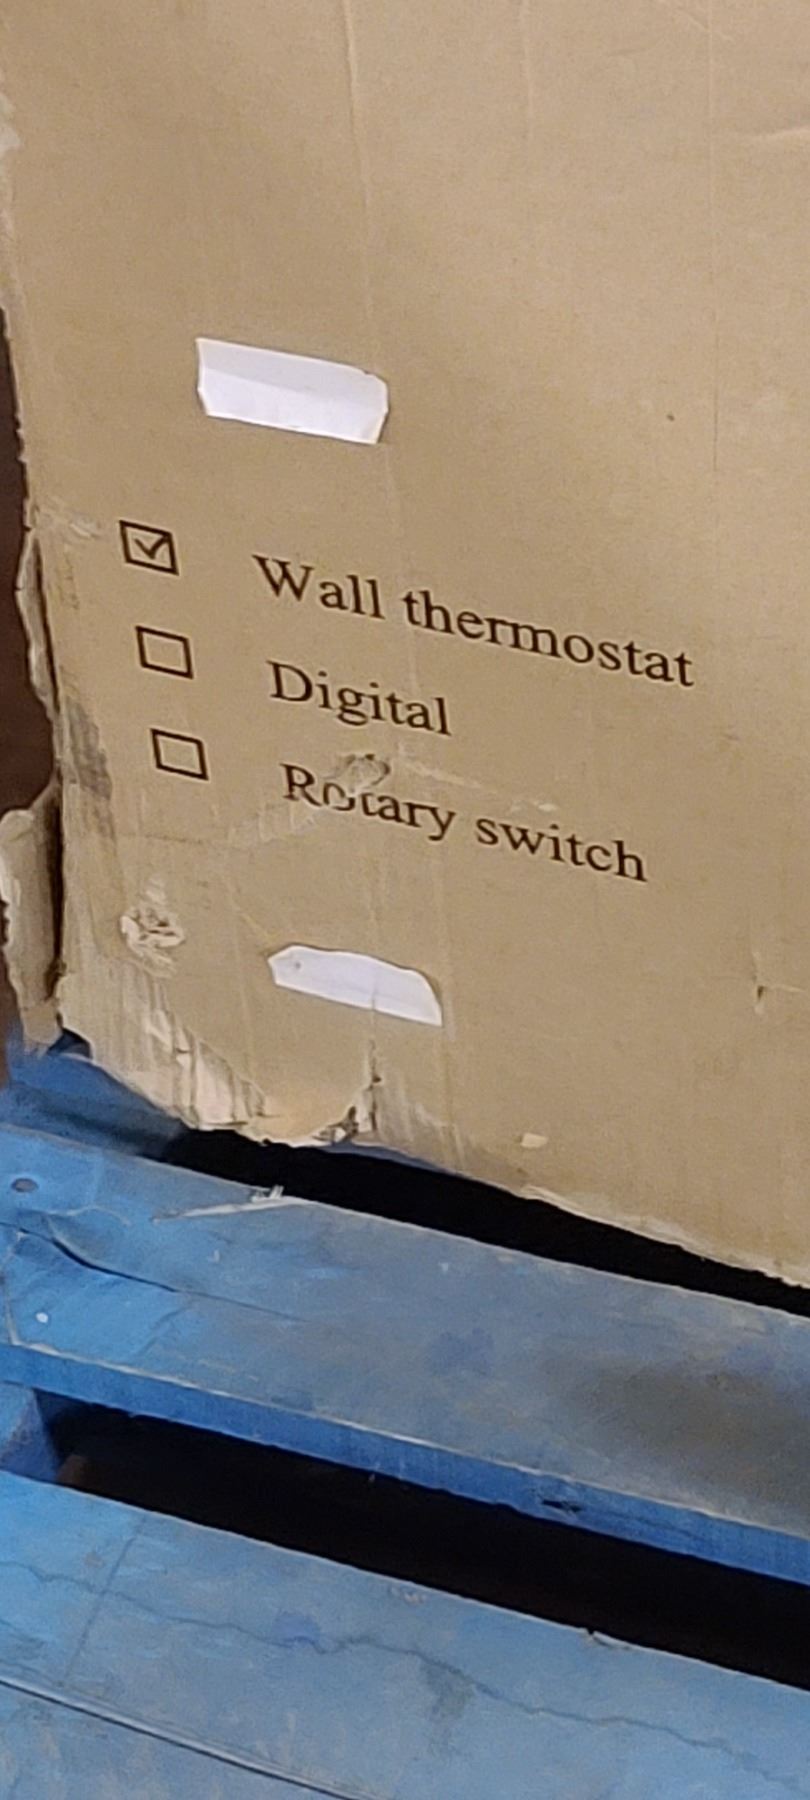 Wall thermostat
Digital
Rotary switch